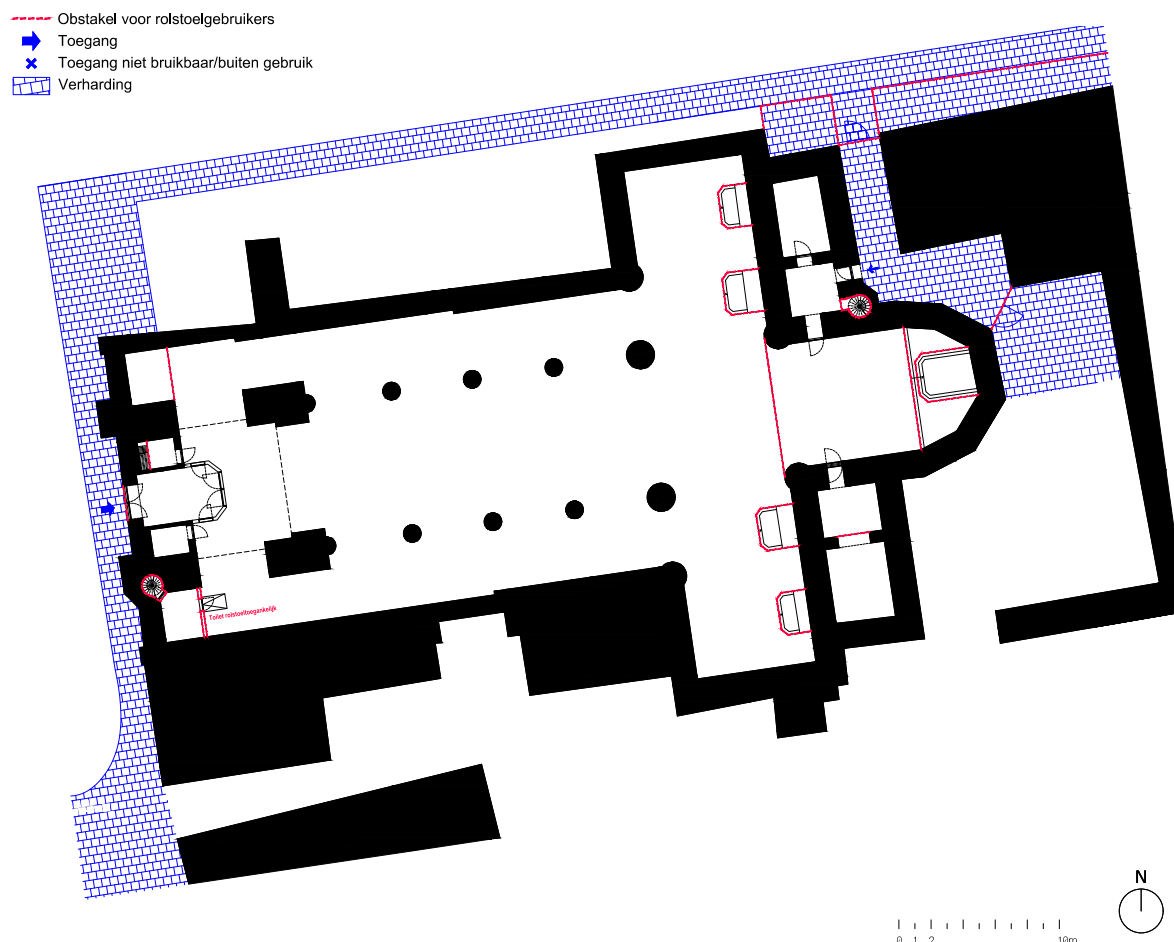 Obstakel voor rolstoelgebruikers
Toegang
Toegang niet bruikbaar/buiten gebruik
Verharding
Toilet rolstoeltoegankelijk
N
0 1 2 10m